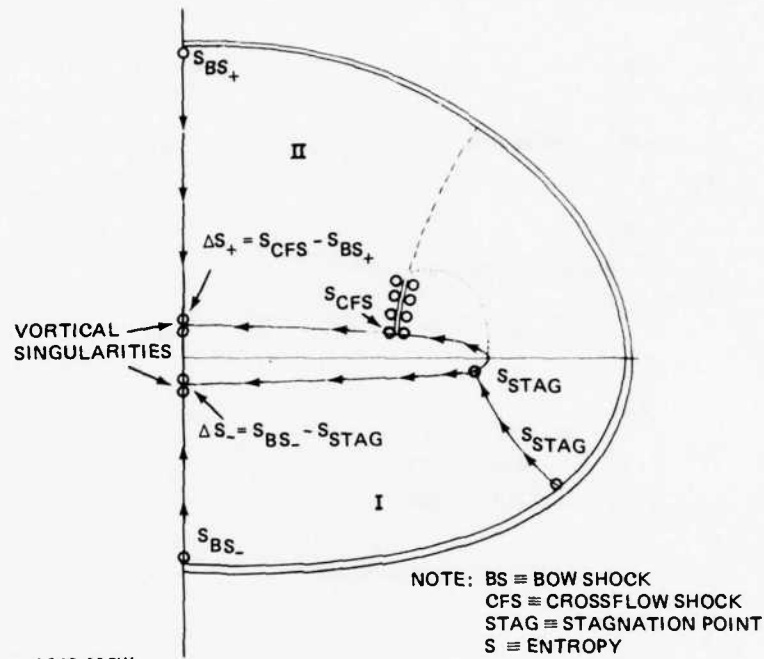 S_BS+
II
ΔS+ = S_CFS − S_BS+
S_CFS
VORTICAL
SINGULARITIES
S_STAG
ΔS− = S_BS− − S_STAG
S_STAG
I
S_BS−
NOTE: BS ≡ BOW SHOCK
CFS ≡ CROSSFLOW SHOCK
STAG ≡ STAGNATION POINT
S ≡ ENTROPY